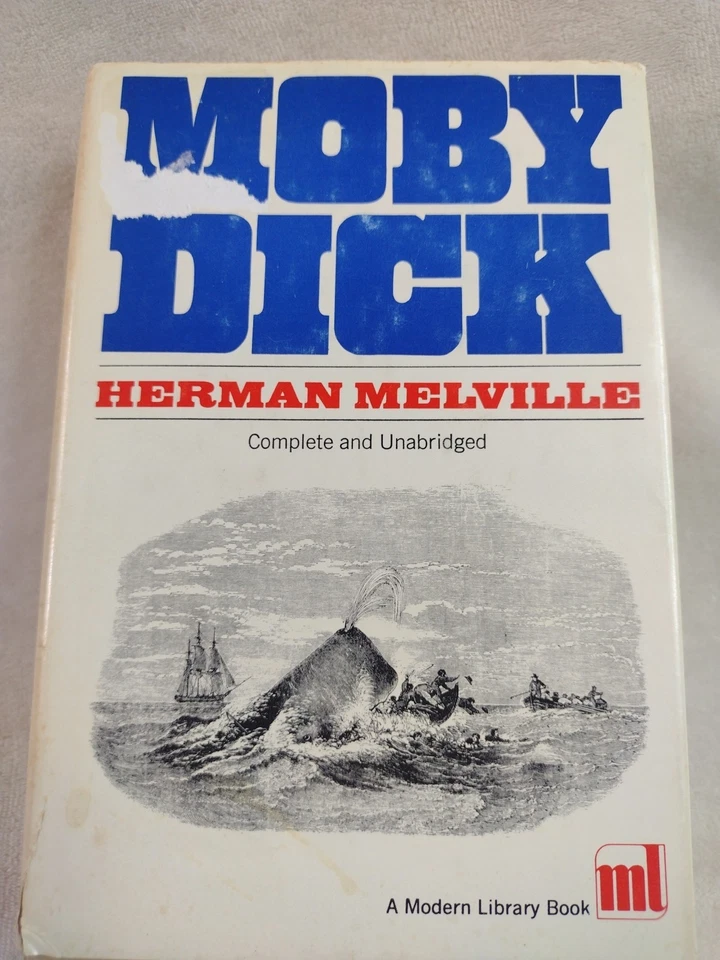 MOBY
DICK
HERMAN MELVILLE
Complete and Unabridged
A Modern Library Book ml